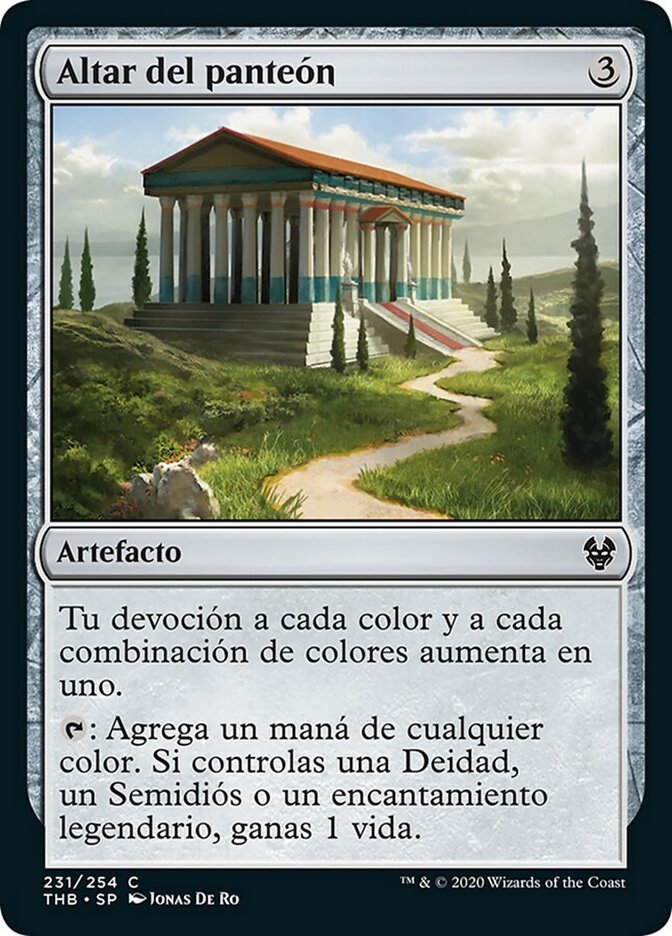 Altar del panteón 3
Artefacto
Tu devoción a cada color y a cada
combinación de colores aumenta en
uno.
: Agrega un maná de cualquier
color. Si controlas una Deidad,
un Semidiós o un encantamiento
legendario, ganas 1 vida.
231/254 C
THB • SP Jonas De Ro
™ & © 2020 Wizards of the Coast